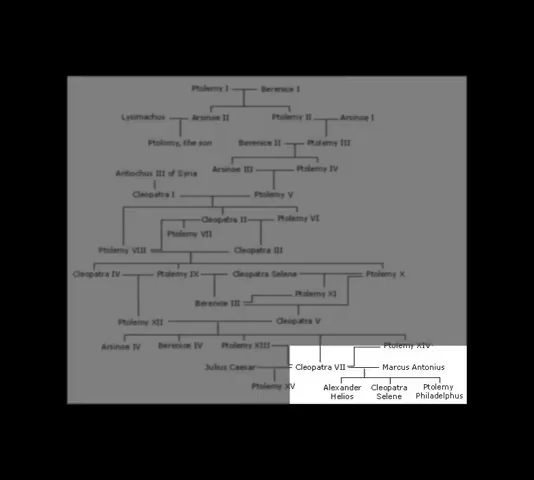 Ptolemy I Berenice I
Lysimachus Arsinoe II Ptolemy II Arsinoe I
Ptolemy, the son Berenice II Ptolemy III
Antiochus III of Syria Arsinoe III Ptolemy IV
Cleopatra I Ptolemy V
Cleopatra II Ptolemy VI
Ptolemy VII
Ptolemy VIII Cleopatra III
Cleopatra IV Ptolemy IX Cleopatra Selene Ptolemy X
Ptolemy XI
Berenice III
Ptolemy XII Cleopatra V
Arsinoe IV Berenice IV Ptolemy XIII Ptolemy XIV
Julius Caesar Cleopatra VII Marcus Antonius
Ptolemy XV Alexander Cleopatra Ptolemy
Helios Selene Philadelphus